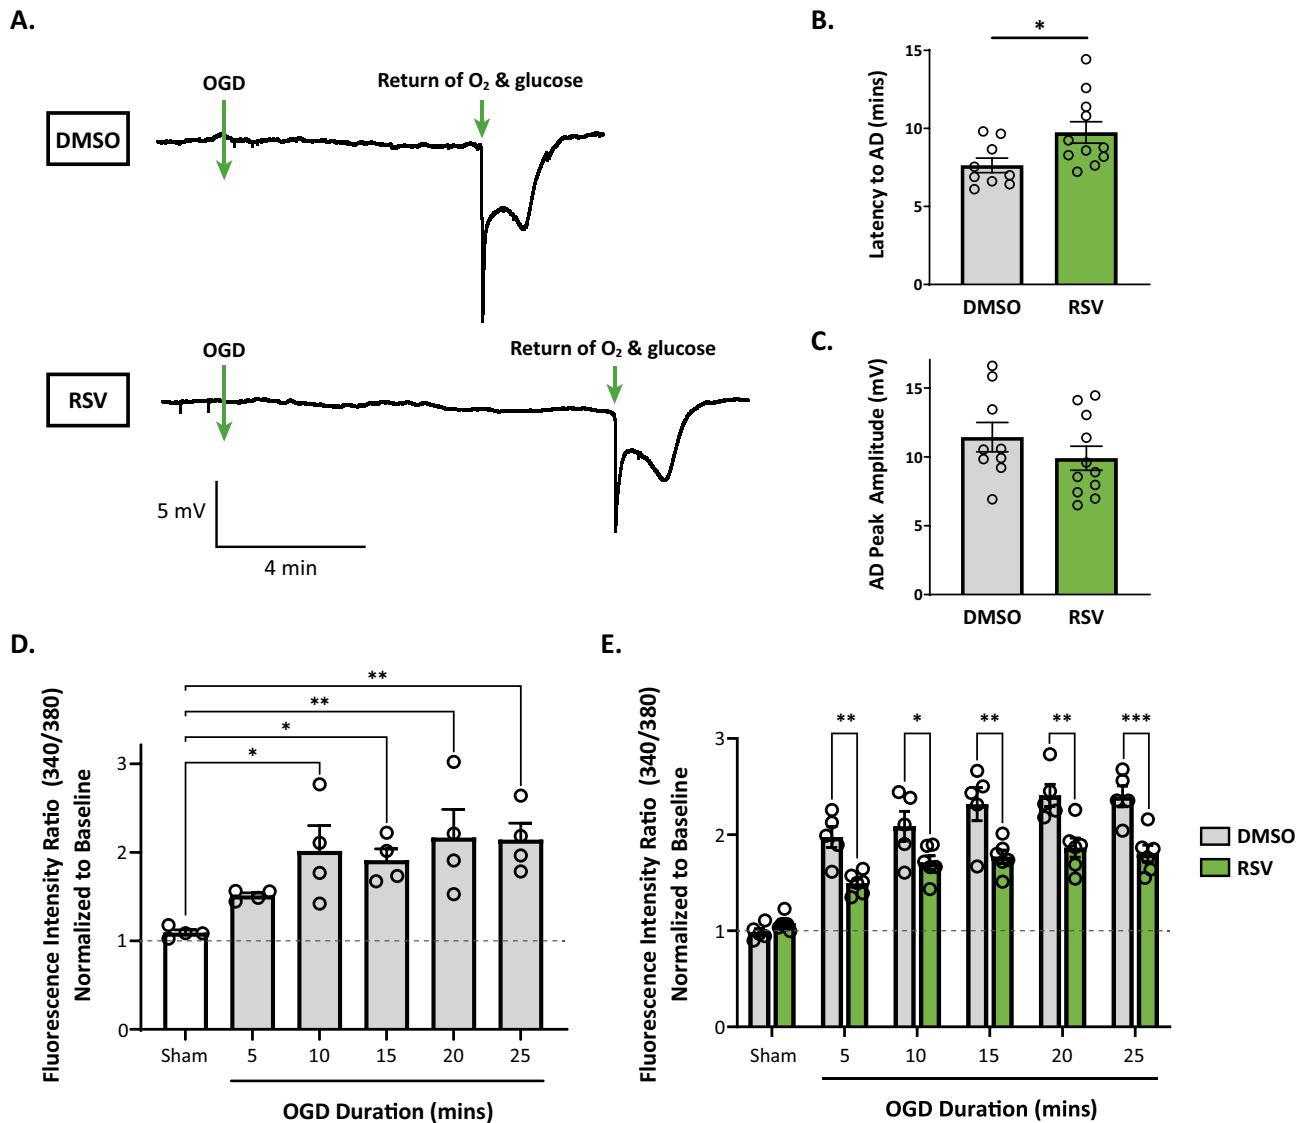 A.
OGD
Return of O₂ & glucose
DMSO
OGD
Return of O₂ & glucose
RSV
5 mV
4 min
B.
*
Latency to AD (mins)
15
10
5
0
DMSO
RSV
C.
AD Peak Amplitude (mV)
15
10
5
0
DMSO
RSV
D.
Fluorescence Intensity Ratio (340/380)
Normalized to Baseline
**
**
*
*
3
2
1
0
Sham
5
10
15
20
25
OGD Duration (mins)
E.
Fluorescence Intensity Ratio (340/380)
Normalized to Baseline
**
*
**
**
***
3
2
1
0
Sham
5
10
15
20
25
OGD Duration (mins)
DMSO
RSV